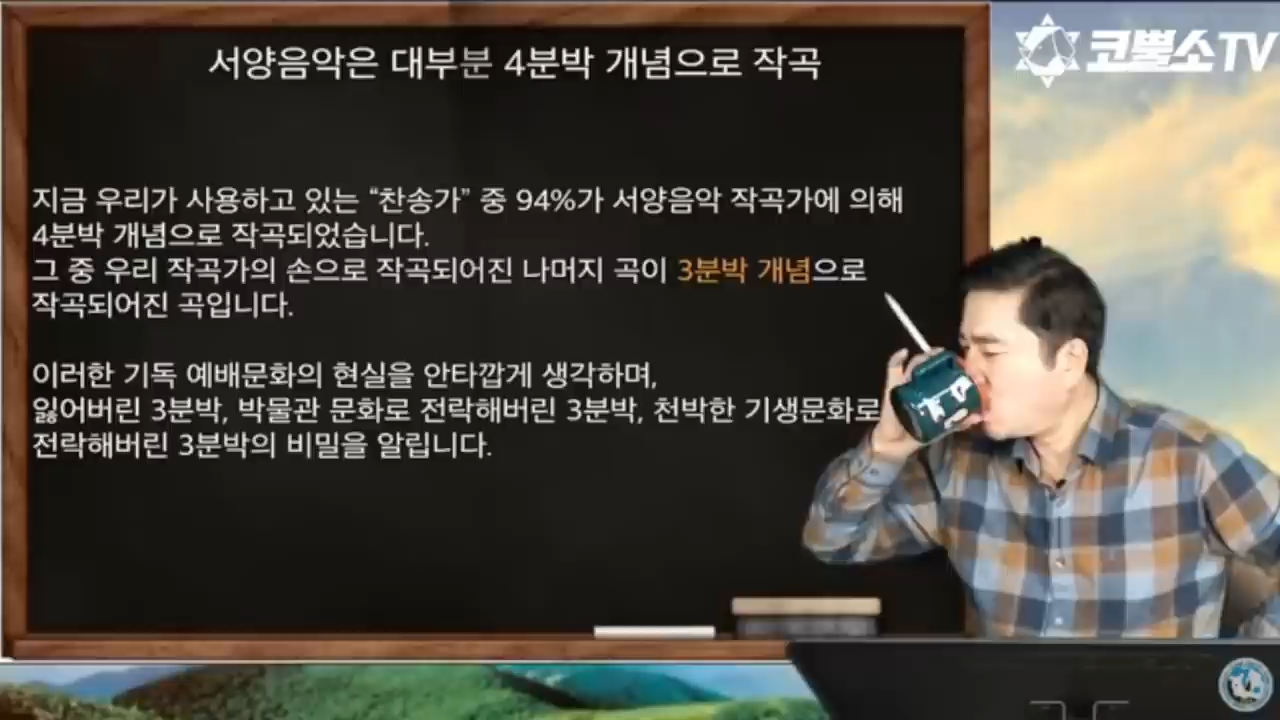 서양음악은 대부분 4분박 개념으로 작곡
코뿔소TV
지금 우리가 사용하고 있는 “찬송가” 중 94%가 서양음악 작곡가에 의해
4분박 개념으로 작곡되었습니다.
그 중 우리 작곡가의 손으로 작곡되어진 나머지 곡이 3분박 개념으로
작곡되어진 곡입니다.
이러한 기독 예배문화의 현실을 안타깝게 생각하며,
잃어버린 3분박, 박물관 문화로 전락해버린 3분박, 천박한 기생문화로
전락해버린 3분박의 비밀을 알립니다.